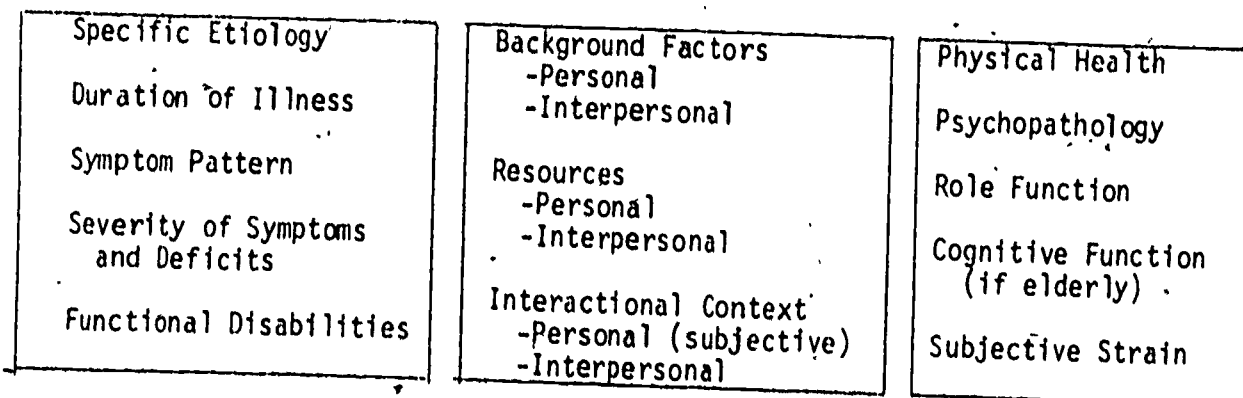 Specific Etiology
Duration of Illness
Symptom Pattern
Severity of Symptoms
and Deficits
Functional Disabilities
Background Factors
-Personal
-Interpersonal
Resources
-Personal
-Interpersonal
Interactional Context
-Personal (subjective)
-Interpersonal
Physical Health
Psychopathology
Role Function
Cognitive Function
(if elderly)
Subjective Strain